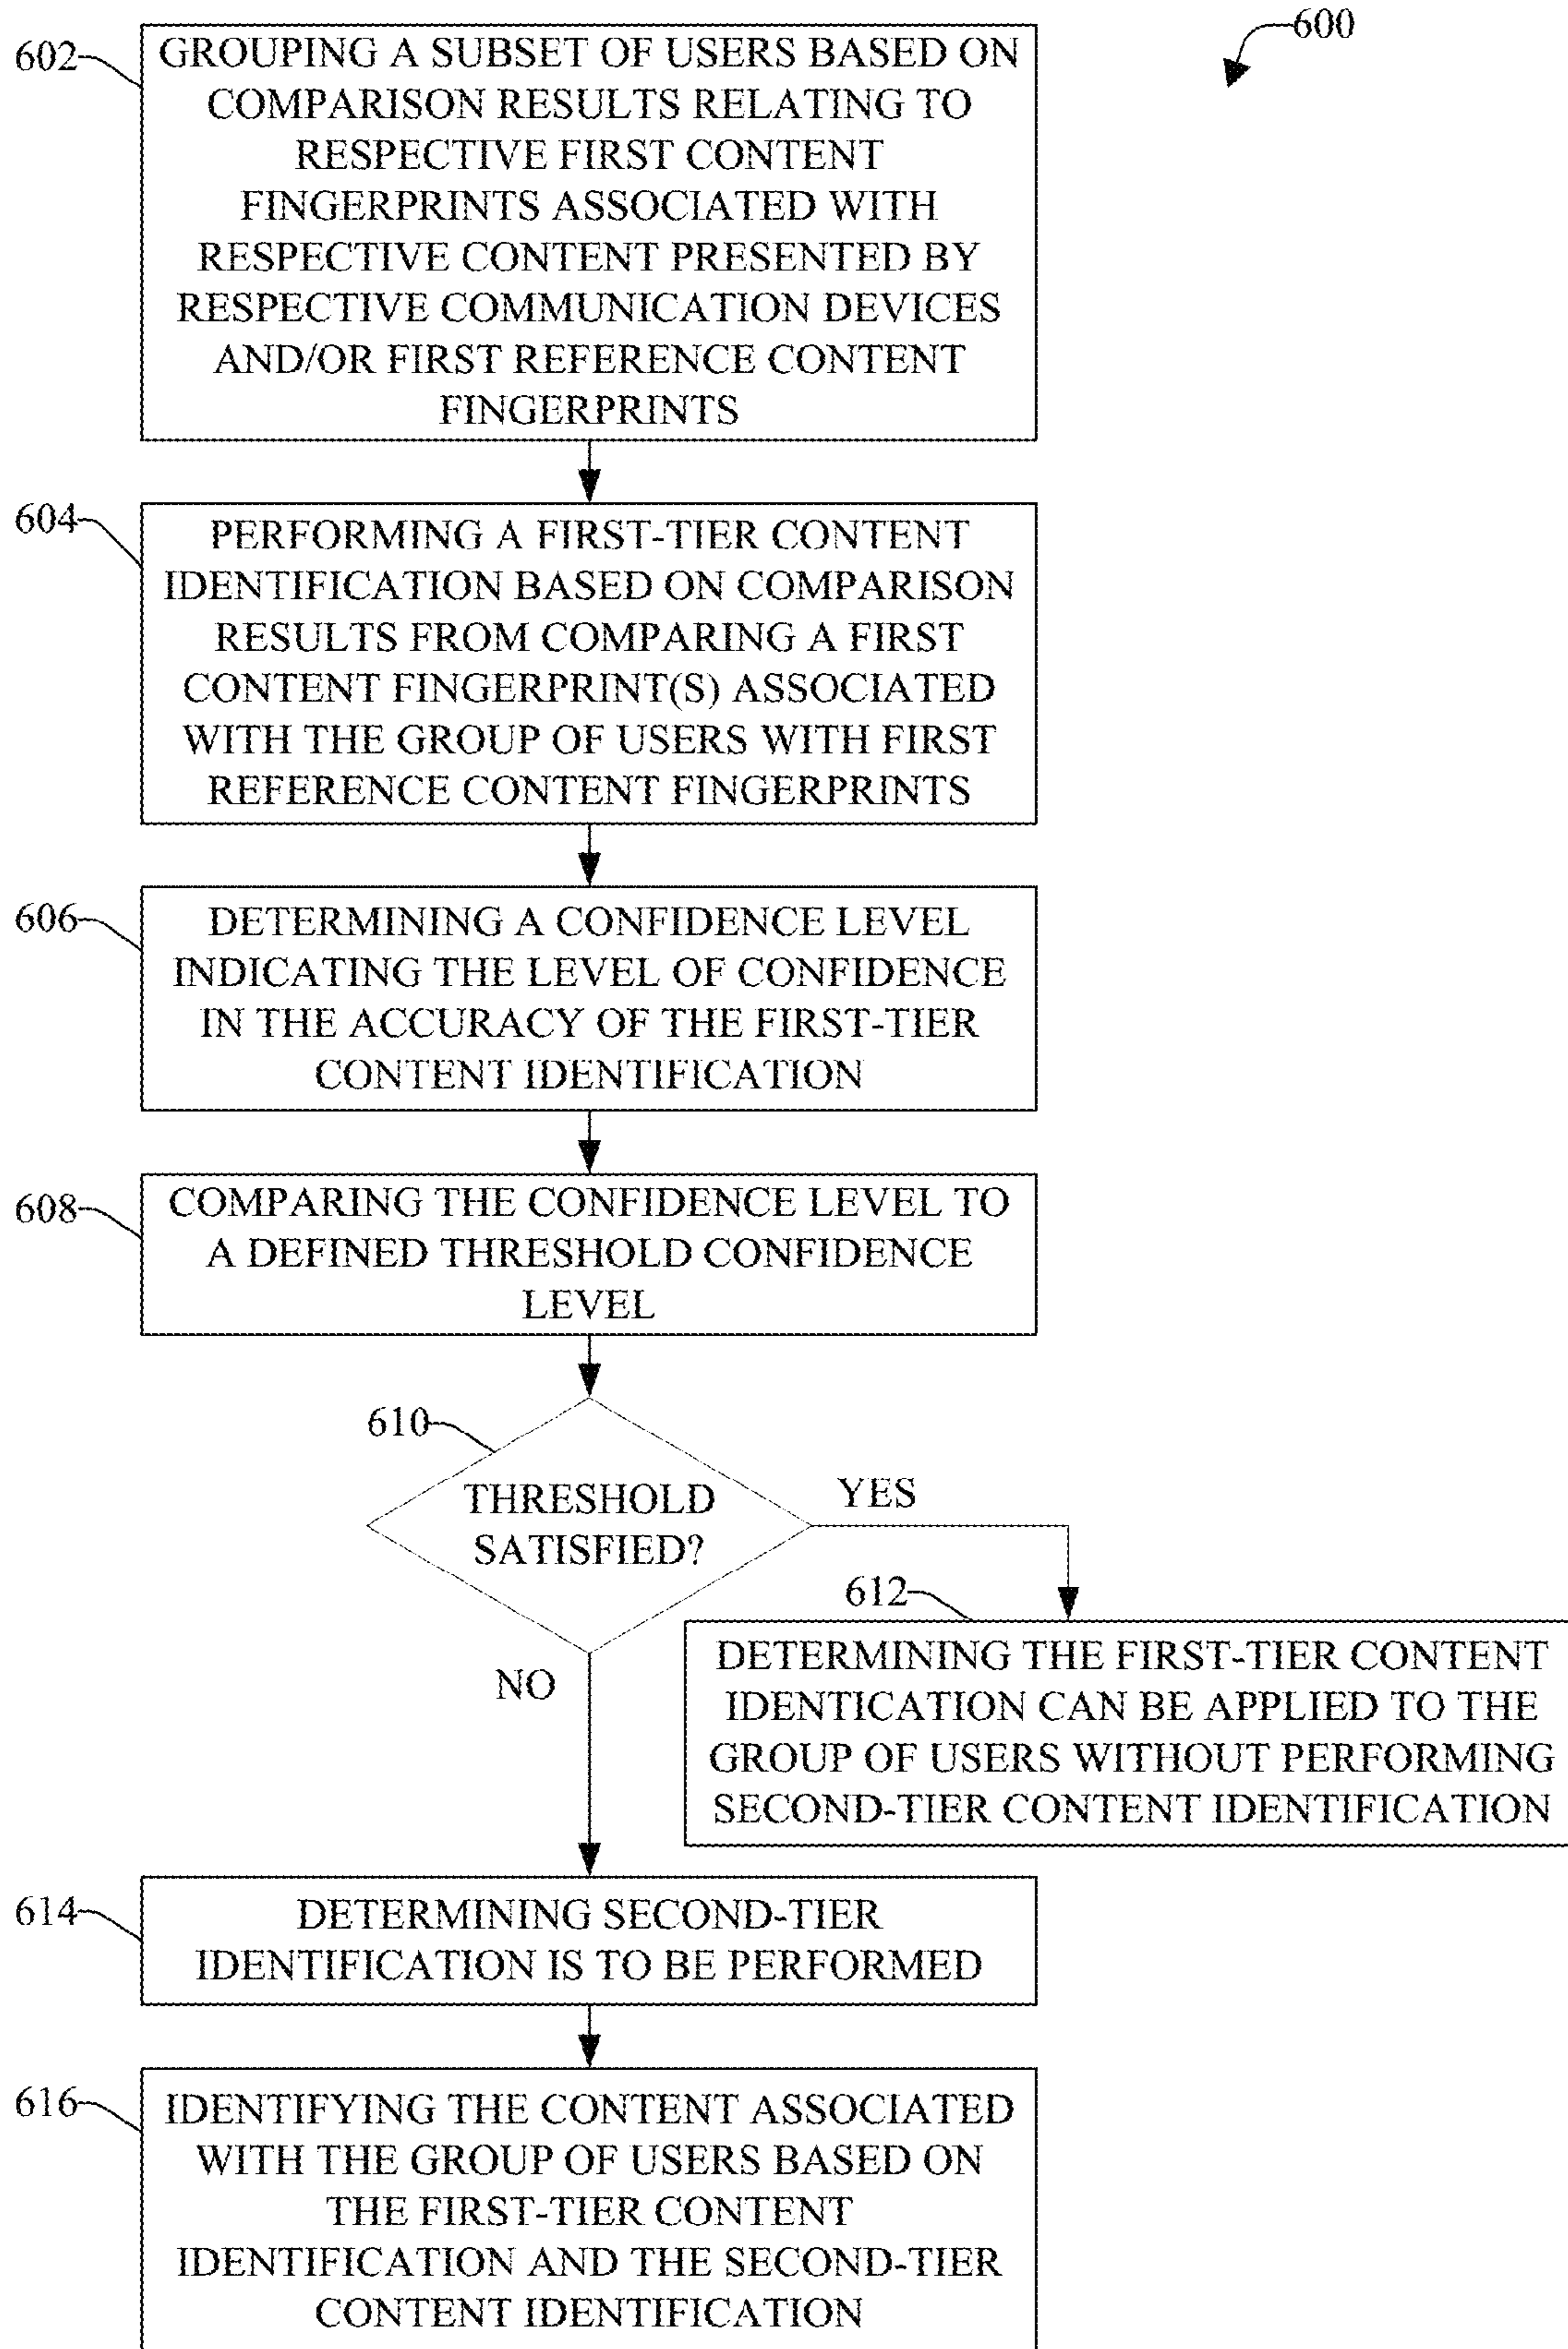 600
602
GROUPING A SUBSET OF USERS BASED ON
COMPARISON RESULTS RELATING TO
RESPECTIVE FIRST CONTENT
FINGERPRINTS ASSOCIATED WITH
RESPECTIVE CONTENT PRESENTED BY
RESPECTIVE COMMUNICATION DEVICES
AND/OR FIRST REFERENCE CONTENT
FINGERPRINTS
604
PERFORMING A FIRST-TIER CONTENT
IDENTIFICATION BASED ON COMPARISON
RESULTS FROM COMPARING A FIRST
CONTENT FINGERPRINT(S) ASSOCIATED
WITH THE GROUP OF USERS WITH FIRST
REFERENCE CONTENT FINGERPRINTS
606
DETERMINING A CONFIDENCE LEVEL
INDICATING THE LEVEL OF CONFIDENCE
IN THE ACCURACY OF THE FIRST-TIER
CONTENT IDENTIFICATION
608
COMPARING THE CONFIDENCE LEVEL TO
A DEFINED THRESHOLD CONFIDENCE
LEVEL
610
THRESHOLD
SATISFIED?
YES
612
DETERMINING THE FIRST-TIER CONTENT
IDENTICATION CAN BE APPLIED TO THE
GROUP OF USERS WITHOUT PERFORMING
SECOND-TIER CONTENT IDENTIFICATION
NO
614
DETERMINING SECOND-TIER
IDENTIFICATION IS TO BE PERFORMED
616
IDENTIFYING THE CONTENT ASSOCIATED
WITH THE GROUP OF USERS BASED ON
THE FIRST-TIER CONTENT
IDENTIFICATION AND THE SECOND-TIER
CONTENT IDENTIFICATION